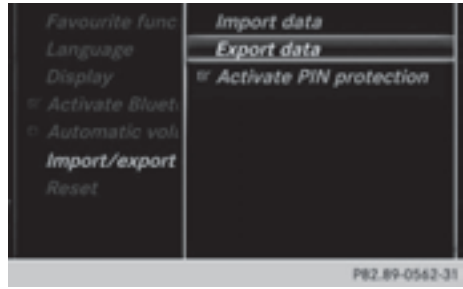 Favourite func
Language
Display
Activate Bluet
Automatic volu
Import/export
Reset
Import data
Export data
Activate PIN protection
P82.89-0562-31